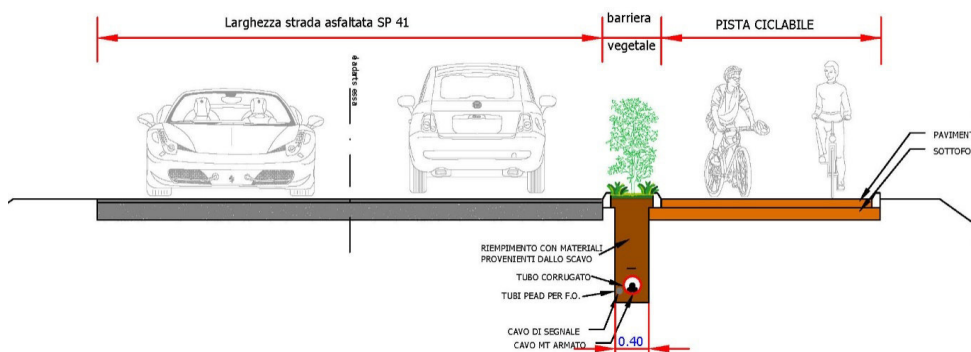 Larghezza strada asfaltata SP 41
barriera
vegetale
PISTA CICLABILE
PAVIMENT
SOTTOFO
RIEMPIMENTO CON MATERIALI
PROVENIENTI DALLO SCAVO
TUBO CORRUGATO
TUBI PEAD PER F.O.
CAVO DI SEGNALE
CAVO MT ARMATO
0.40